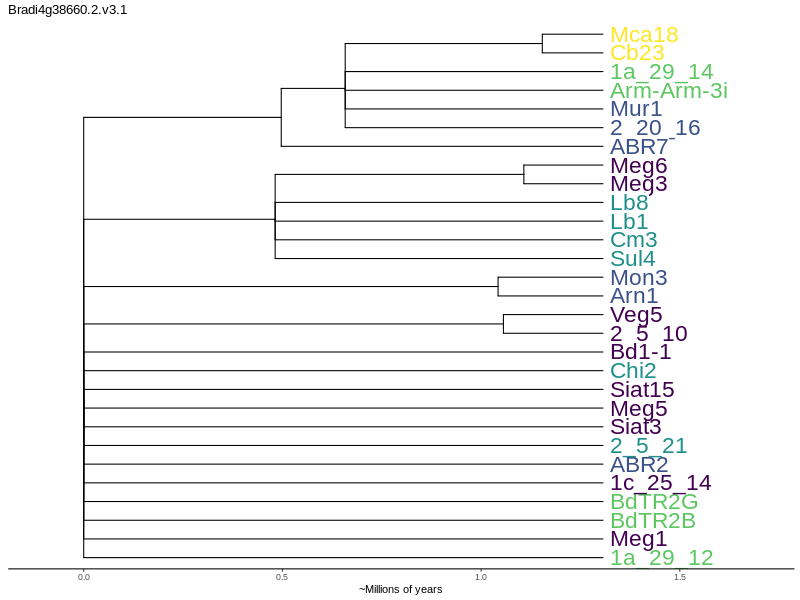 Bradi4g38660.2.v3.1
Mca18
Cb23
1a_29_14
Arm-Arm-3i
Mur1
2_20_16
ABR7
Meg6
Meg3
Lb8
Lb1
Cm3
Sul4
Mon3
Arn1
Veg5
2_5_10
Bd1-1
Chi2
Siat15
Meg5
Siat3
2_5_21
ABR2
1c_25_14
BdTR2G
BdTR2B
Meg1
1a_29_12
0.0 0.5 1.0 1.5
~Millions of years